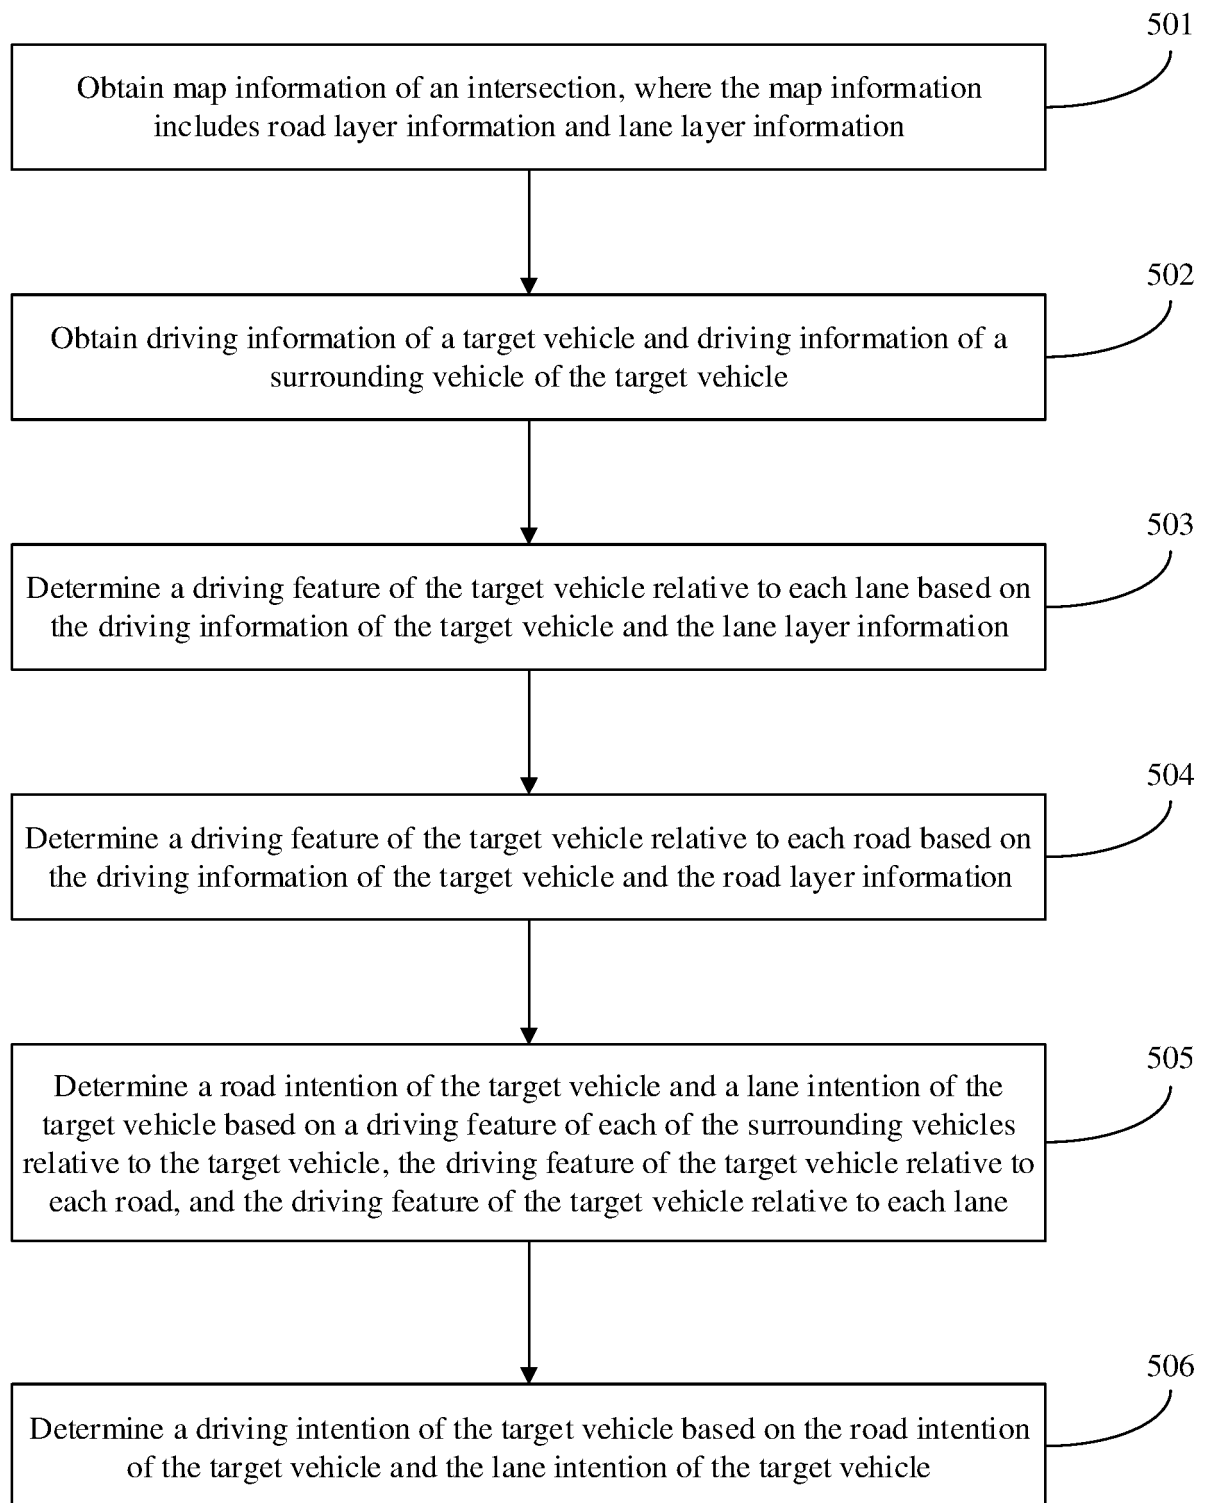 501
Obtain map information of an intersection, where the map information
includes road layer information and lane layer information
502
Obtain driving information of a target vehicle and driving information of a
surrounding vehicle of the target vehicle
503
Determine a driving feature of the target vehicle relative to each lane based on
the driving information of the target vehicle and the lane layer information
504
Determine a driving feature of the target vehicle relative to each road based on
the driving information of the target vehicle and the road layer information
505
Determine a road intention of the target vehicle and a lane intention of the
target vehicle based on a driving feature of each of the surrounding vehicles
relative to the target vehicle, the driving feature of the target vehicle relative to
each road, and the driving feature of the target vehicle relative to each lane
506
Determine a driving intention of the target vehicle based on the road intention
of the target vehicle and the lane intention of the target vehicle